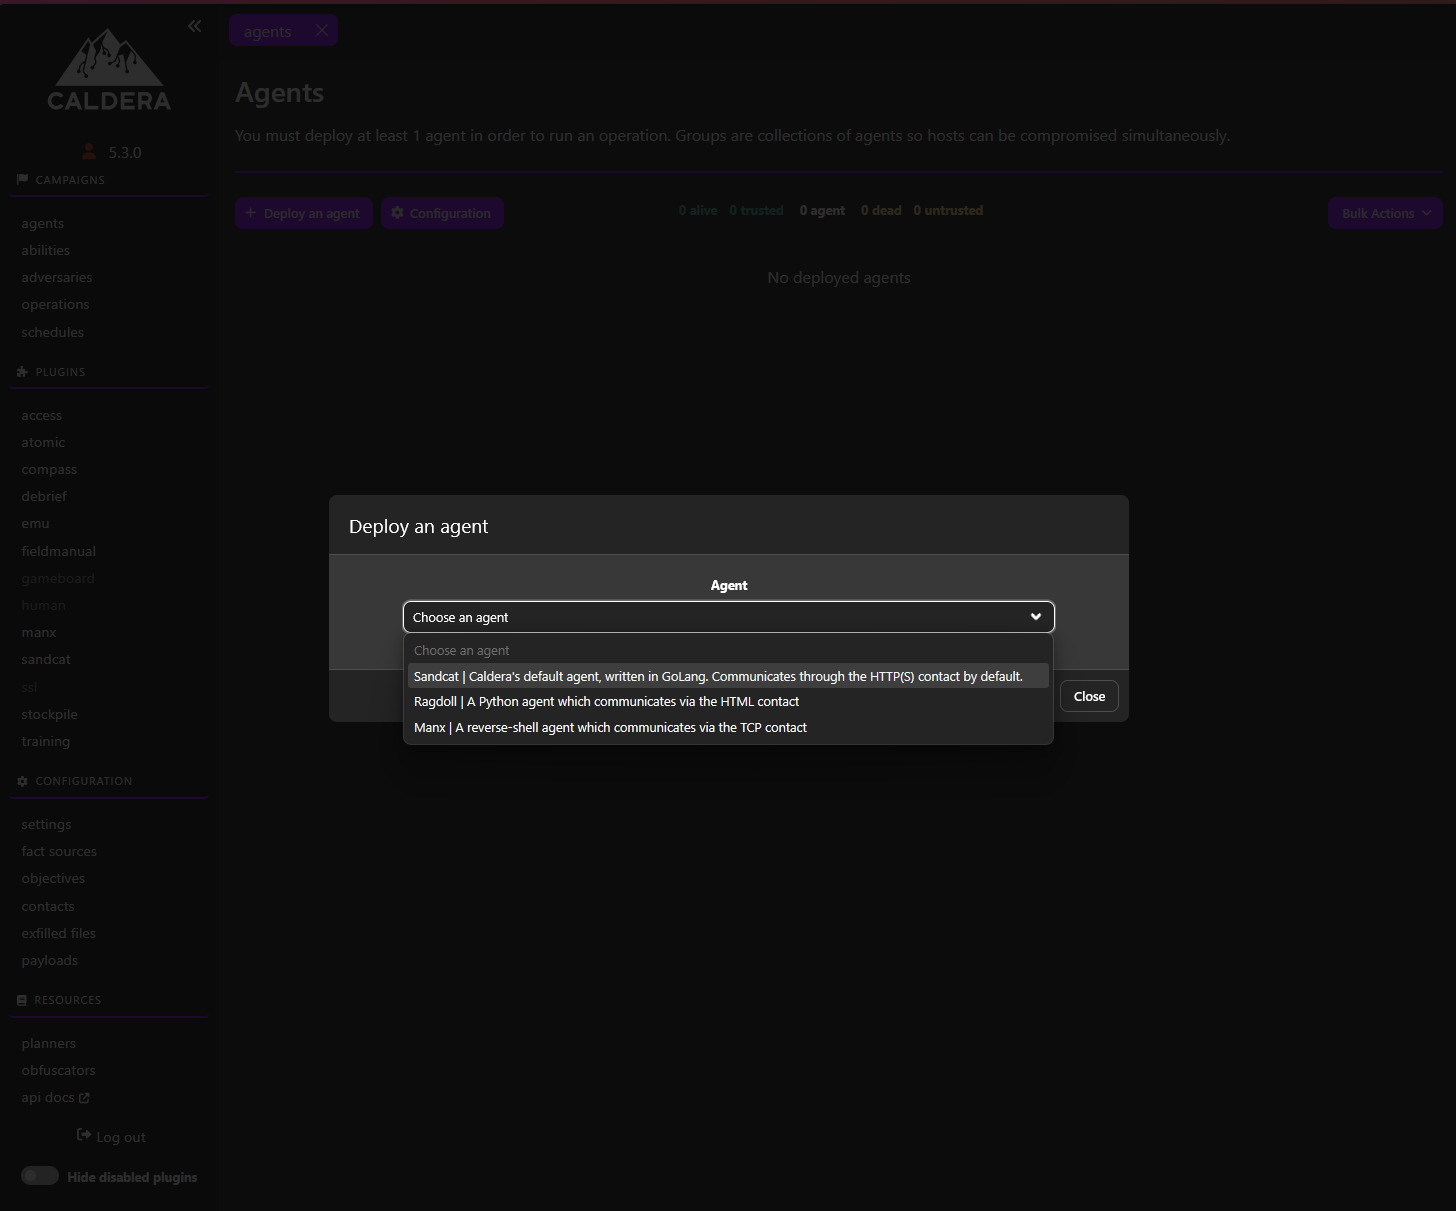 agents
CALDERA
5.3.0
CAMPAIGNS
agents
abilities
adversaries
operations
schedules
PLUGINS
access
atomic
compass
debrief
emu
fieldmanual
gameboard
human
manx
sandcat
ssl
stockpile
training
CONFIGURATION
settings
fact sources
objectives
contacts
exfilled files
payloads
RESOURCES
planners
obfuscators
api docs
Log out
Hide disabled plugins
Agents
You must deploy at least 1 agent in order to run an operation. Groups are collections of agents so hosts can be compromised simultaneously.
Deploy an agent
Configuration
0 alive 0 trusted 0 agent 0 dead 0 untrusted
Bulk Actions
No deployed agents
Deploy an agent
Agent
Choose an agent
Choose an agent
Sandcat | Caldera's default agent, written in GoLang. Communicates through the HTTP(S) contact by default.
Ragdoll | A Python agent which communicates via the HTML contact
Manx | A reverse-shell agent which communicates via the TCP contact
Close